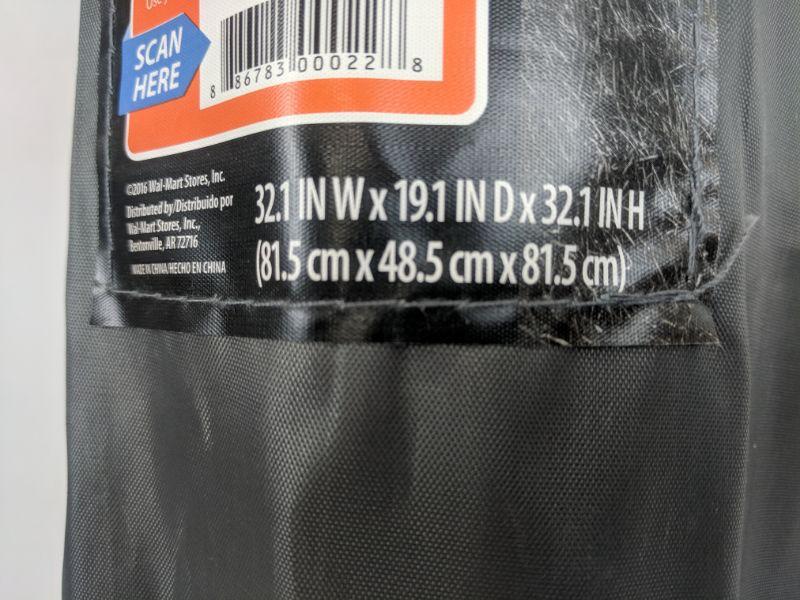 SCAN
HERE
8 86783 00022 8
©2016 Wal-Mart Stores, Inc.
Distributed by/Distribuido por
Wal-Mart Stores, Inc.,
Bentonville, AR 72716
MADE IN CHINA/HECHO EN CHINA
32.1 IN W x 19.1 IN D x 32.1 IN H
(81.5 cm x 48.5 cm x 81.5 cm)